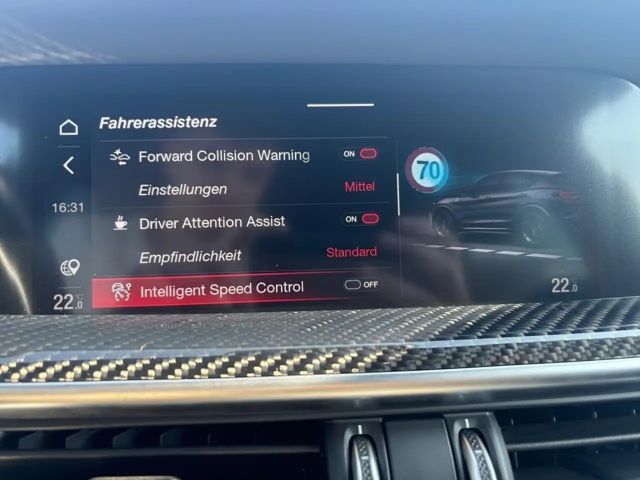 Fahrerassistenz
Forward Collision Warning ON
Einstellungen Mittel
70
16:31
Driver Attention Assist ON
Empfindlichkeit Standard
Intelligent Speed Control OFF
22.0
22.0